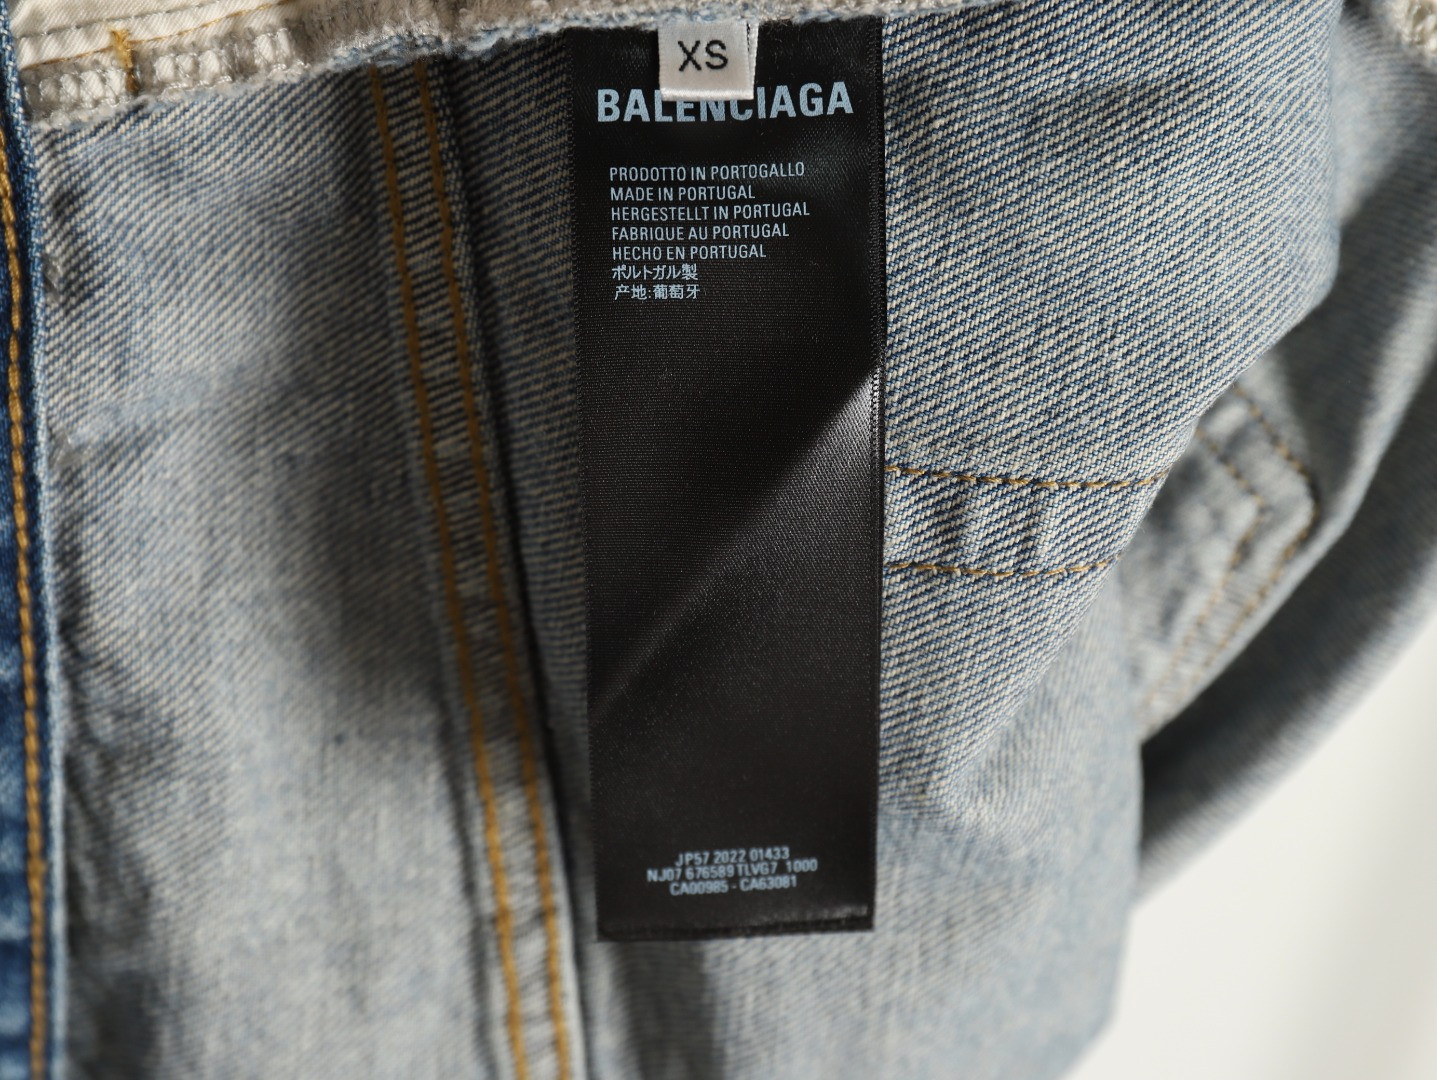 XS
BALENCIAGA
PRODOTTO IN PORTOGALLO
MADE IN PORTUGAL
HERGESTELLT IN PORTUGAL
FABRIQUE AU PORTUGAL
HECHO EN PORTUGAL
ポルトガル製
产地:葡萄牙
JP57 2022 01433
NJ07 676589 TLVG7 1000
CA00985 - CA63081